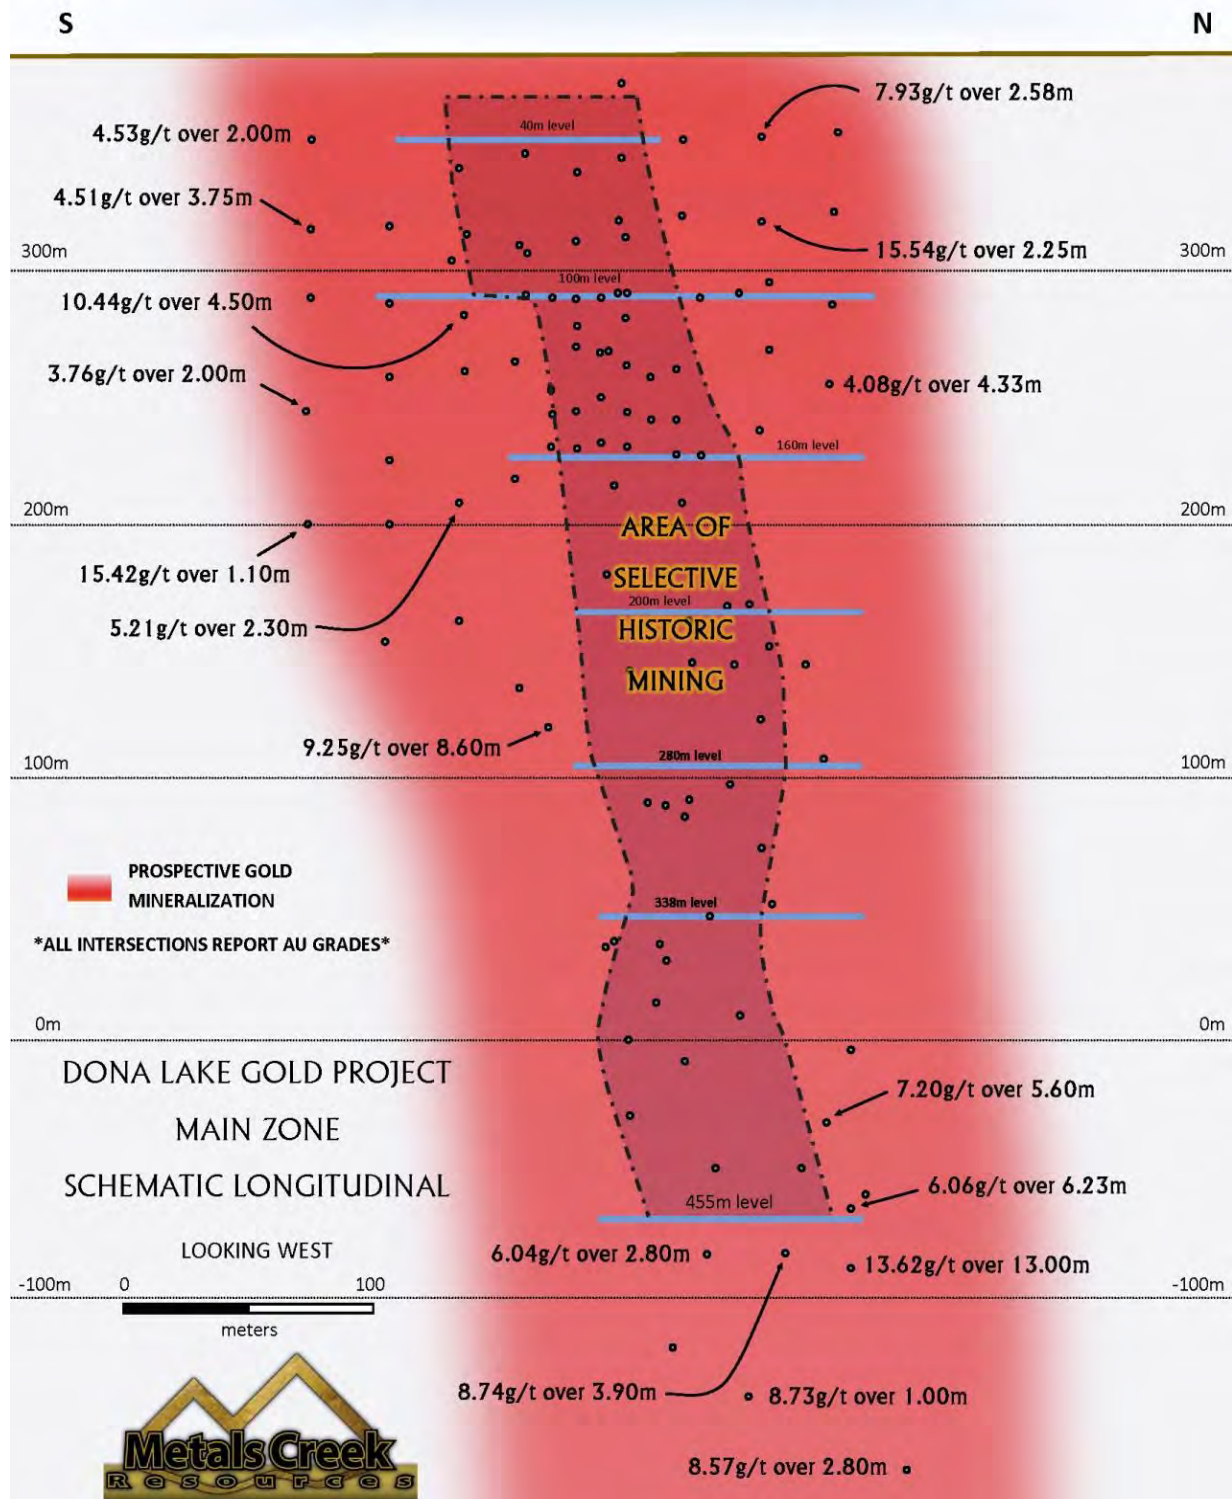 S N
7.93g/t over 2.58m
40m level
4.53g/t over 2.00m
4.51g/t over 3.75m
15.54g/t over 2.25m
300m 300m
100m level
10.44g/t over 4.50m
3.76g/t over 2.00m
4.08g/t over 4.33m
160m level
200m 200m
AREA OF
SELECTIVE
200m level
HISTORIC
MINING
15.42g/t over 1.10m
5.21g/t over 2.30m
9.25g/t over 8.60m
280m level
100m 100m
PROSPECTIVE GOLD
MINERALIZATION
338m level
*ALL INTERSECTIONS REPORT AU GRADES*
0m 0m
DONA LAKE GOLD PROJECT
MAIN ZONE
SCHEMATIC LONGITUDINAL
LOOKING WEST
7.20g/t over 5.60m
6.06g/t over 6.23m
455m level
6.04g/t over 2.80m
13.62g/t over 13.00m
-100m -100m
0 100
meters
8.74g/t over 3.90m
8.73g/t over 1.00m
8.57g/t over 2.80m
Metals Creek
Resources